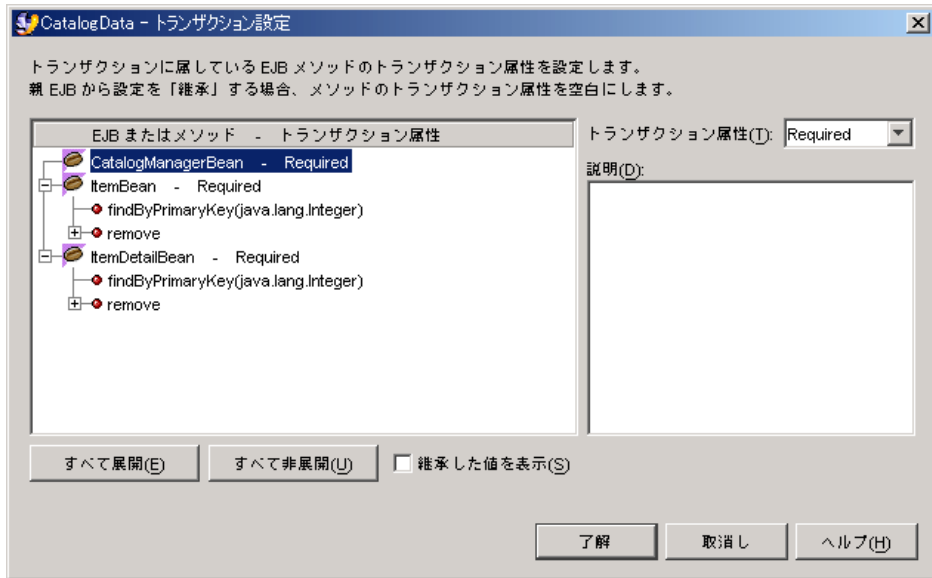 CatalogData - トランザクション設定
トランザクションに属している EJB メソッドのトランザクション属性を設定します。
親 EJB から設定を「継承」する場合、メソッドのトランザクション属性を空白にします。
EJB またはメソッド - トランザクション属性
CatalogManagerBean - Required
ItemBean - Required
findByPrimaryKey(java.lang.Integer)
remove
ItemDetailBean - Required
findByPrimaryKey(java.lang.Integer)
remove
トランザクション属性(T): Required
説明(D):
すべて展開(E) すべて非展開(U) 継承した値を表示(S)
了解 取消し ヘルプ(H)